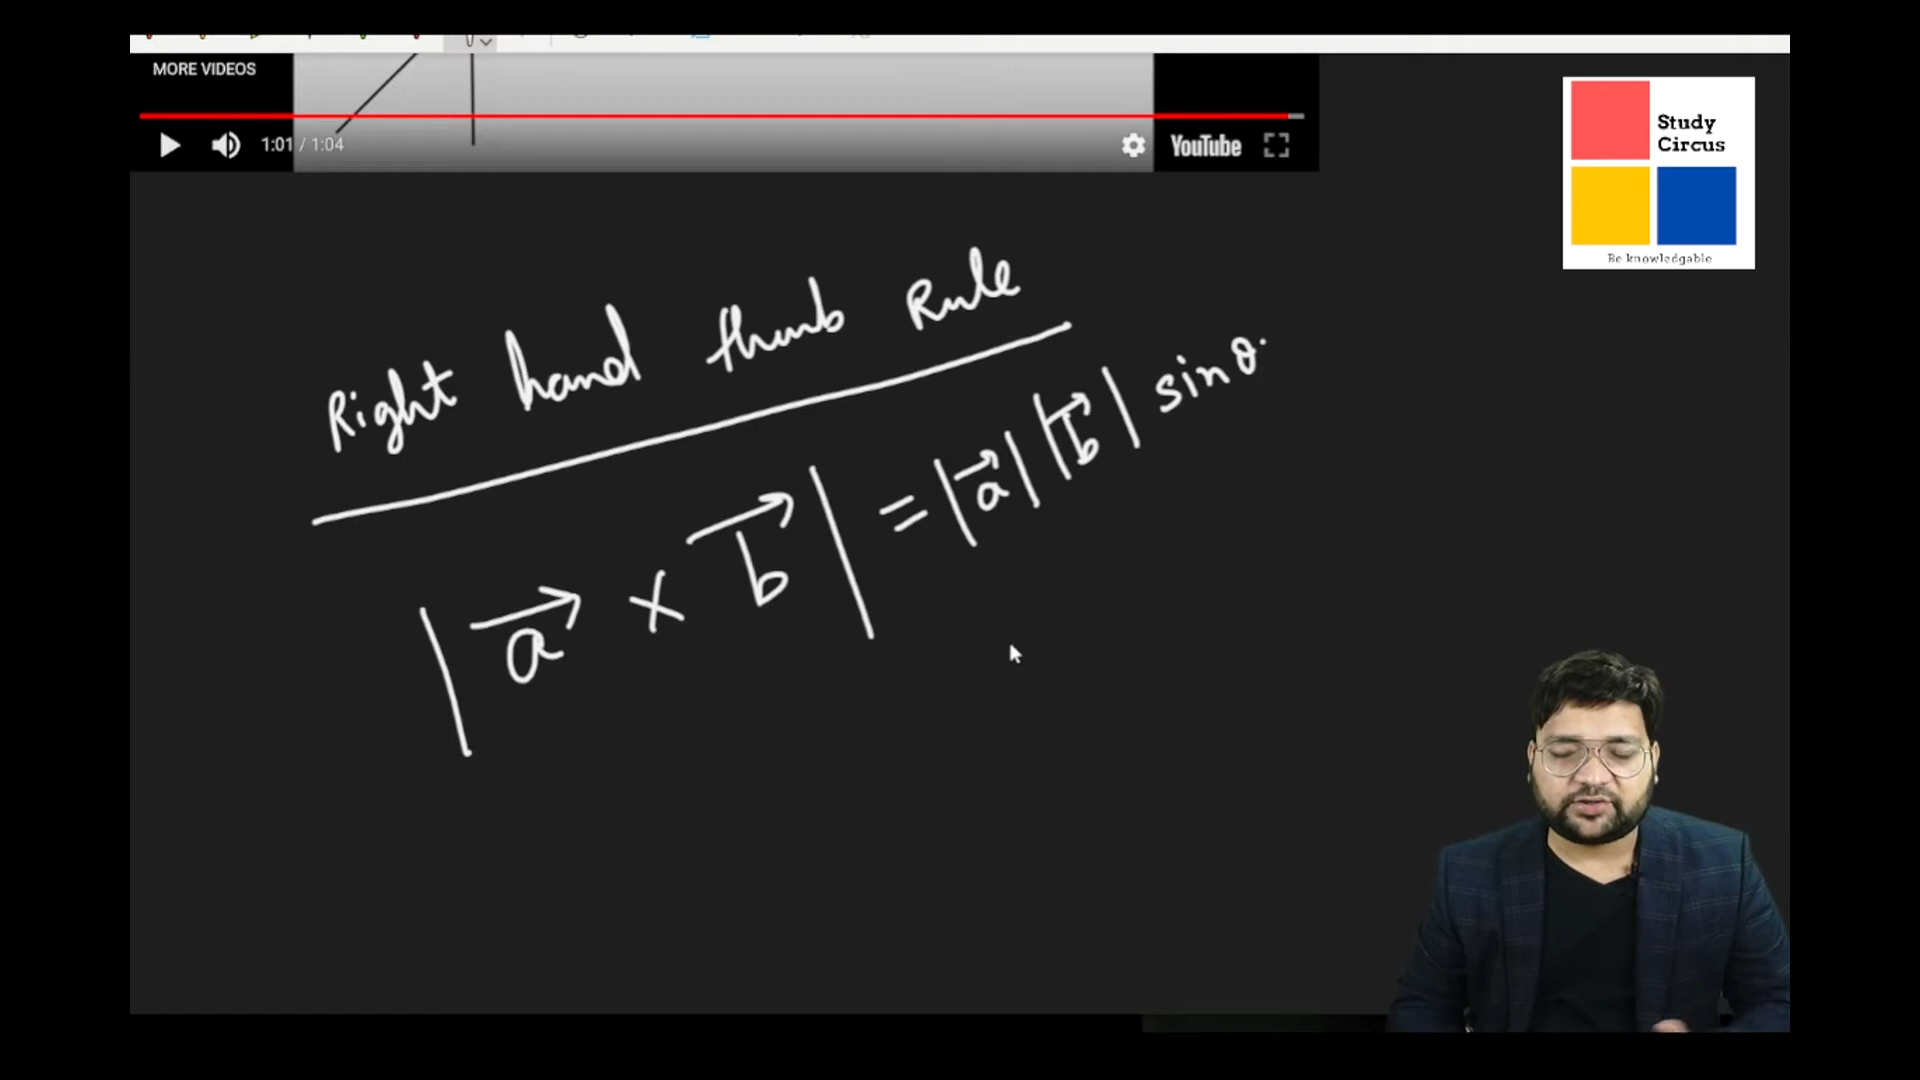 MORE VIDEOS
1:01 / 1:04
YouTube
Study
Circus
Be knowledgable
Right hand thumb Rule
|a⃗ × b⃗| = |a⃗| |b⃗| sin θ.